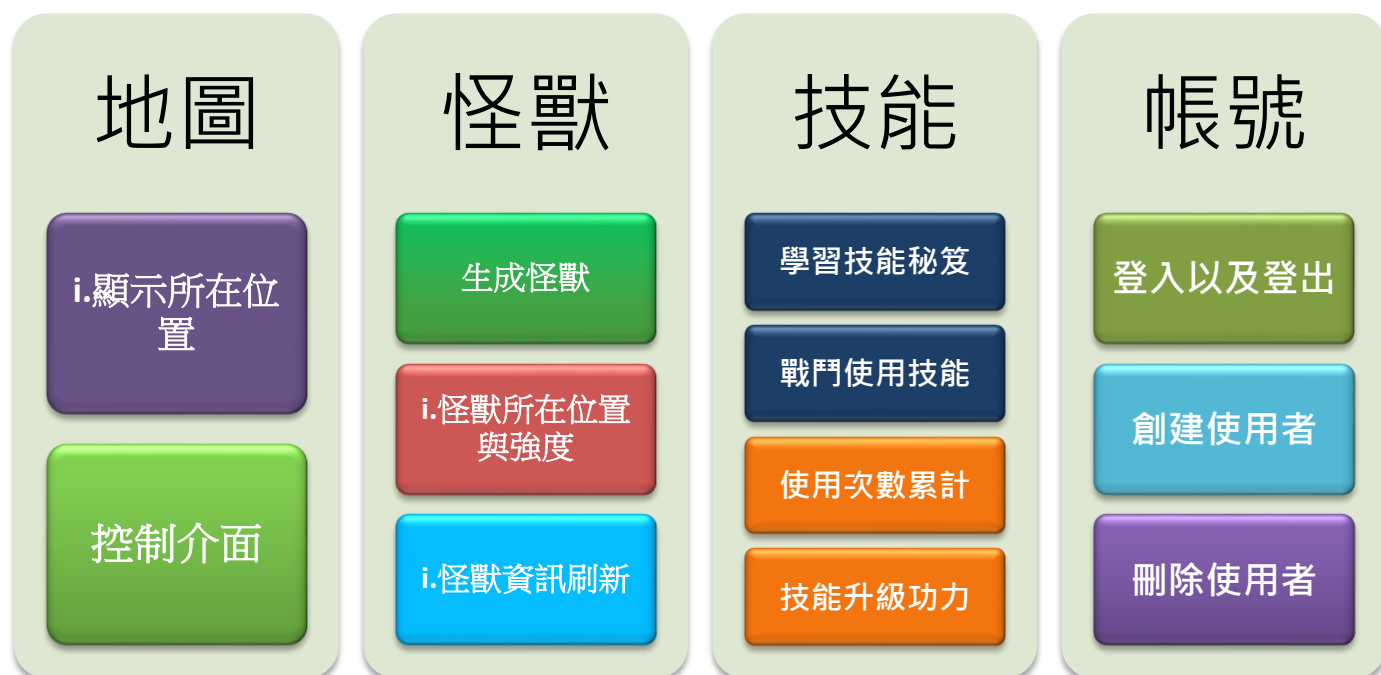 地圖
i.顯示所在位
置
控制介面
怪獸
生成怪獸
i.怪獸所在位置
與強度
i.怪獸資訊刷新
技能
學習技能秘笈
戰鬥使用技能
使用次數累計
技能升級功力
帳號
登入以及登出
創建使用者
刪除使用者